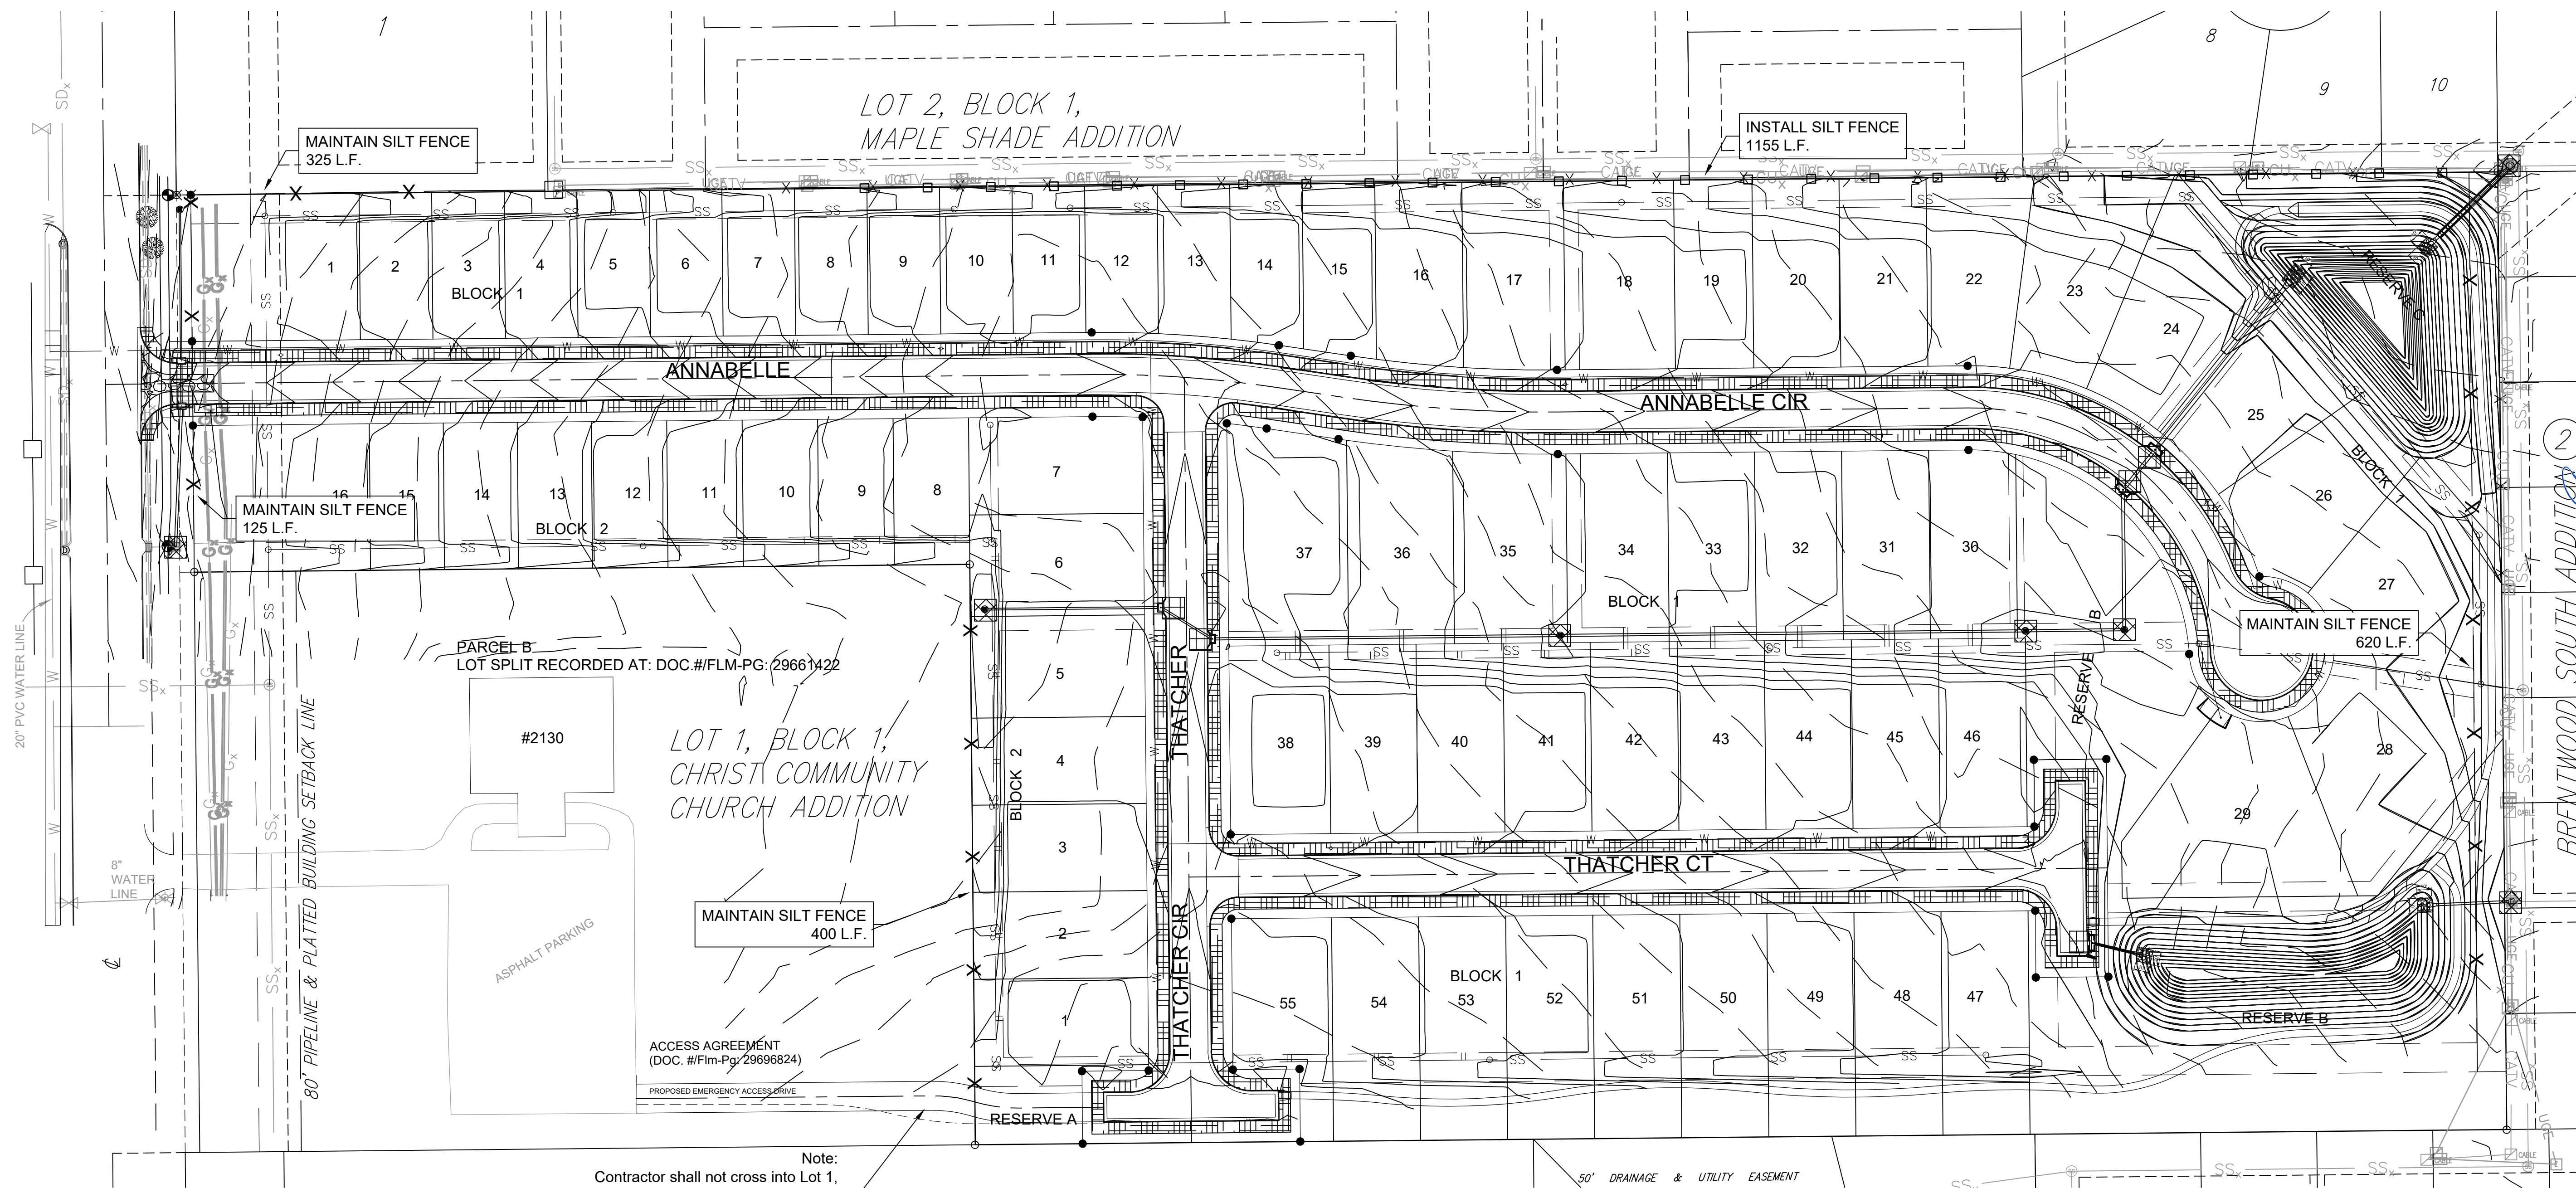 1
8
9
10
LOT 2, BLOCK 1,
MAPLE SHADE ADDITION
MAINTAIN SILT FENCE
325 L.F.
INSTALL SILT FENCE
1155 L.F.
1
2
3
4
5
6
7
8
9
10
11
12
13
14
15
16
17
18
19
20
21
22
23
24
25
26
27
28
29
BLOCK 1
RESERVE C
BLOCK 1
ANNABELLE
ANNABELLE CIR
2
BRENTWOOD SOUTH ADDITION
16
15
14
13
12
11
10
9
8
7
6
5
4
3
2
1
BLOCK 2
BLOCK 2
MAINTAIN SILT FENCE
125 L.F.
37
36
35
34
33
32
31
30
BLOCK 1
MAINTAIN SILT FENCE
620 L.F.
RESERVE B
20" PVC WATER LINE
PARCEL B
LOT SPLIT RECORDED AT: DOC.#/FLM-PG: 29661422
#2130
LOT 1, BLOCK 1,
CHRIST COMMUNITY
CHURCH ADDITION
80' PIPELINE & PLATTED BUILDING SETBACK LINE
THATCHER
38
39
40
41
42
43
44
45
46
THATCHER CT
8"
WATER
LINE
ASPHALT PARKING
MAINTAIN SILT FENCE
400 L.F.
THATCHER CIR
BLOCK 1
55
54
53
52
51
50
49
48
47
RESERVE B
ACCESS AGREEMENT
(DOC. #/Flm-Pg: 29696824)
PROPOSED EMERGENCY ACCESS DRIVE
RESERVE A
Note:
Contractor shall not cross into Lot 1,
50' DRAINAGE & UTILITY EASEMENT